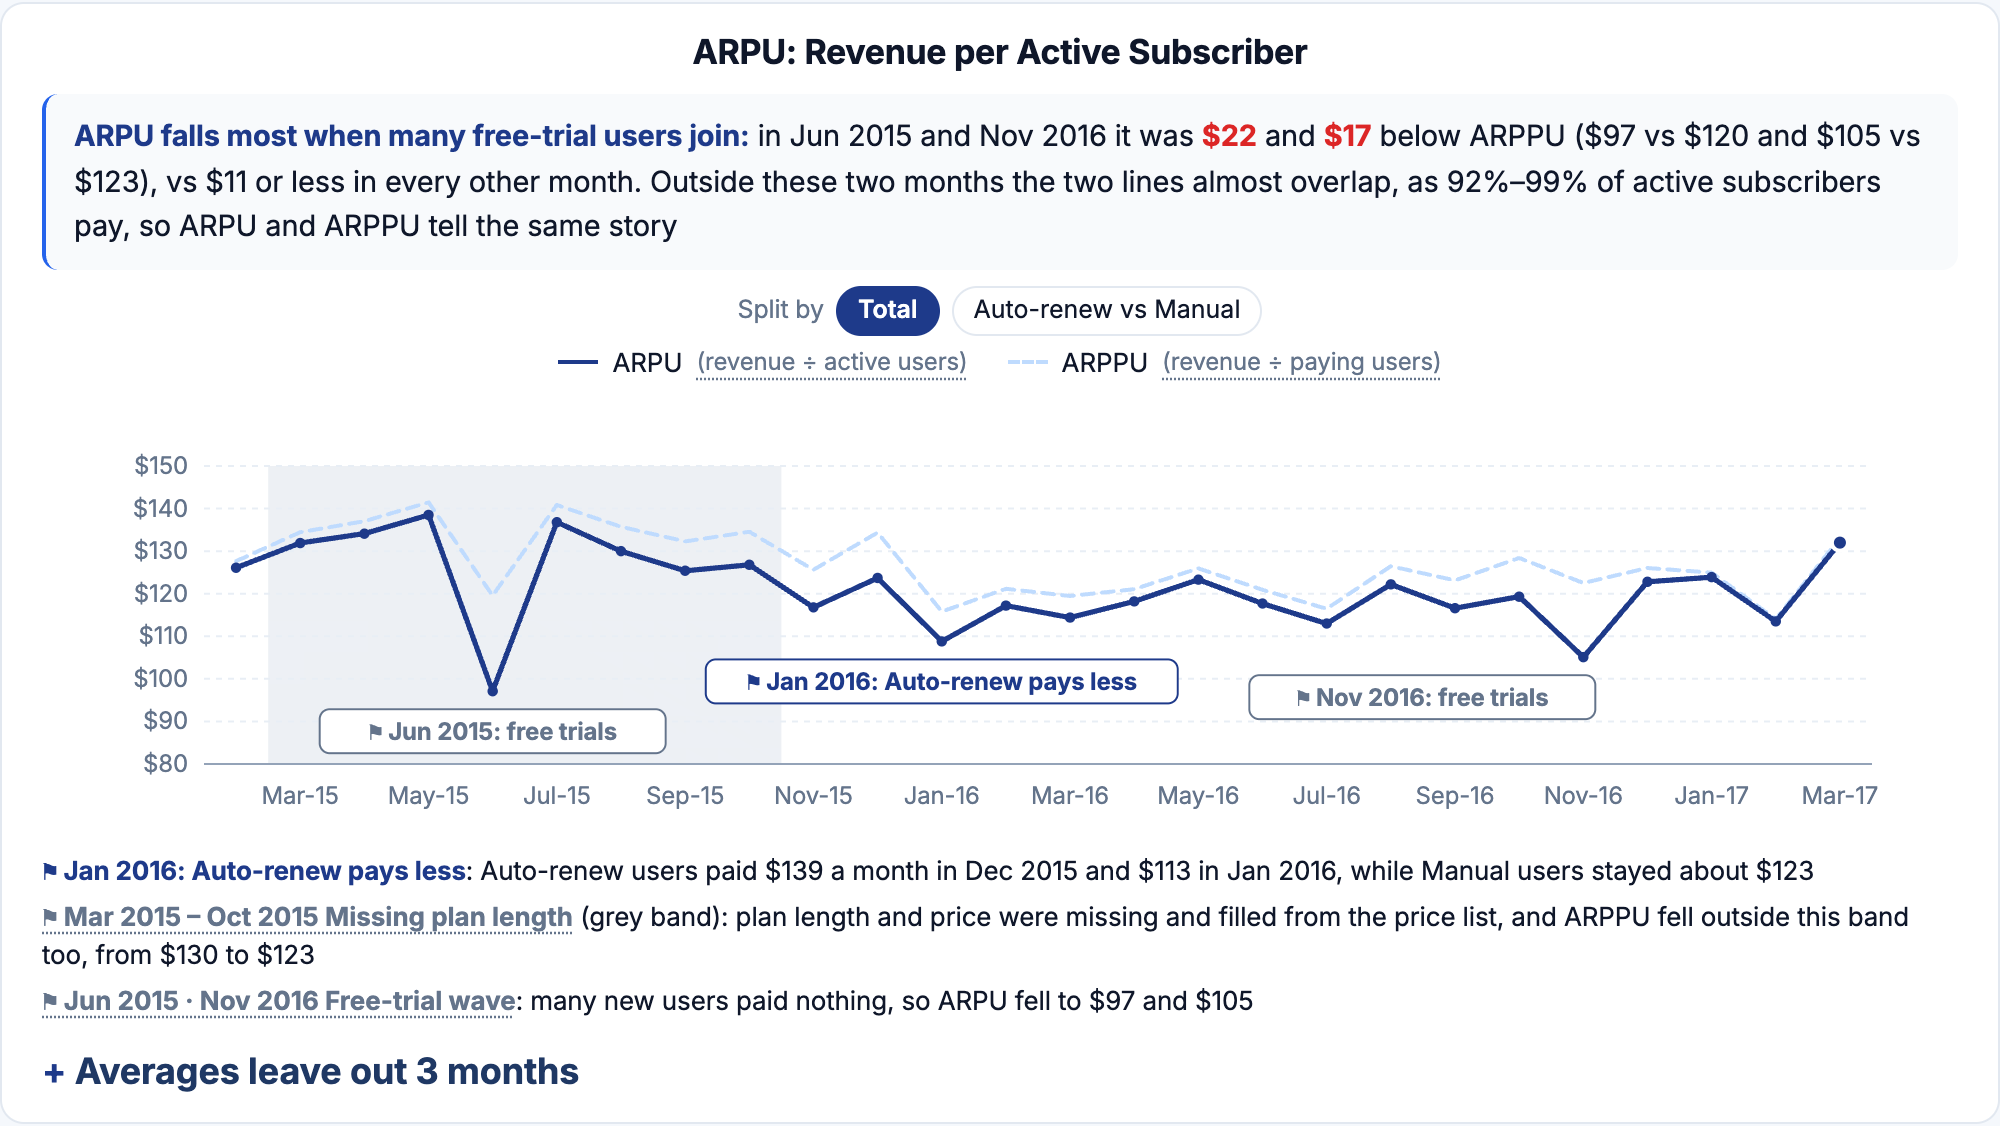 ARPU: Revenue per Active Subscriber
ARPU falls most when many free-trial users join: in Jun 2015 and Nov 2016 it was $22 and $17 below ARPPU ($97 vs $120 and $105 vs
$123), vs $11 or less in every other month. Outside these two months the two lines almost overlap, as 92%–99% of active subscribers
pay, so ARPU and ARPPU tell the same story
Split by Total Auto-renew vs Manual
ARPU (revenue ÷ active users) ARPPU (revenue ÷ paying users)
$150
$140
$130
$120
$110
$100
$90
$80
⚑ Jan 2016: Auto-renew pays less
⚑ Nov 2016: free trials
⚑ Jun 2015: free trials
Mar-15 May-15 Jul-15 Sep-15 Nov-15 Jan-16 Mar-16 May-16 Jul-16 Sep-16 Nov-16 Jan-17 Mar-17
⚑ Jan 2016: Auto-renew pays less: Auto-renew users paid $139 a month in Dec 2015 and $113 in Jan 2016, while Manual users stayed about $123
⚑ Mar 2015 – Oct 2015 Missing plan length (grey band): plan length and price were missing and filled from the price list, and ARPPU fell outside this band
too, from $130 to $123
⚑ Jun 2015 · Nov 2016 Free-trial wave: many new users paid nothing, so ARPU fell to $97 and $105
+ Averages leave out 3 months